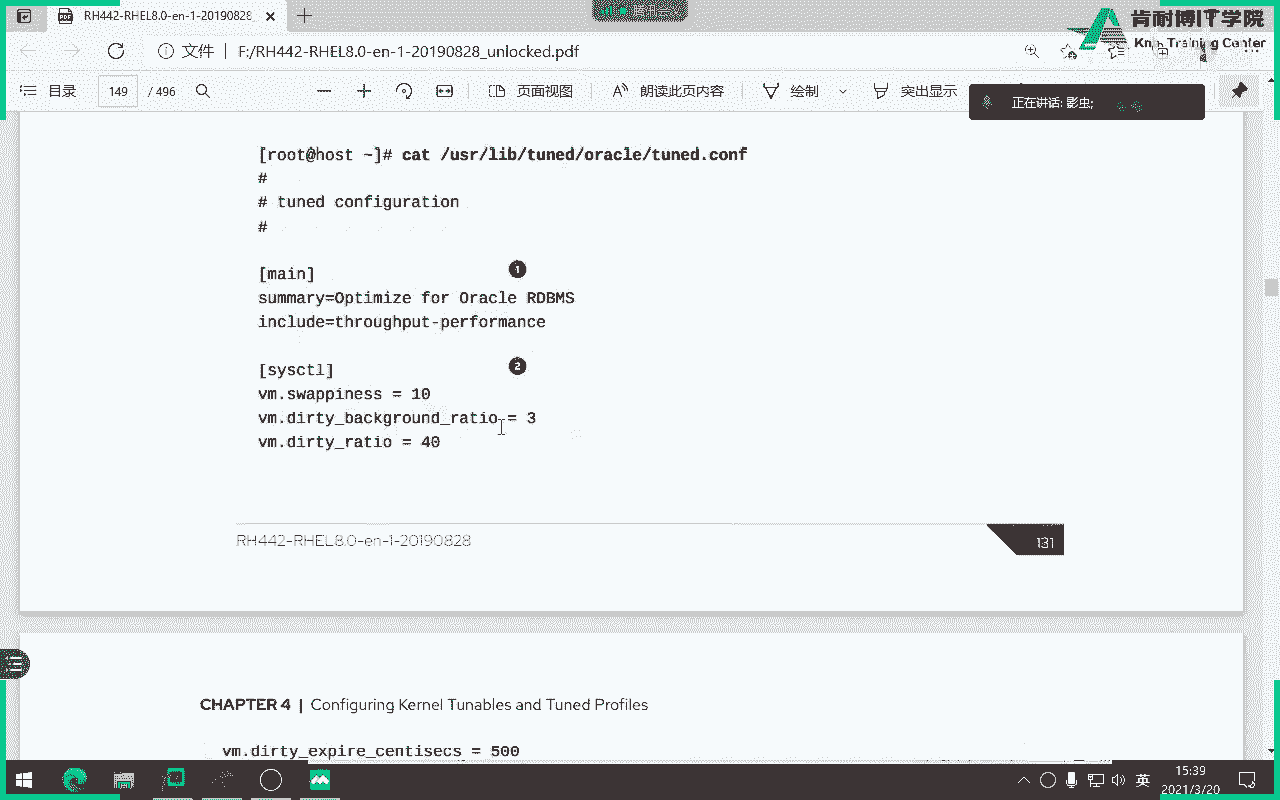 RH442-RHEL8.0-en-1-20190828
肯耐博IT学院
文件 | F:/RH442-RHEL8.0-en-1-20190828_unlocked.pdf
Training Center
目录 149 / 496 页面视图 朗读此页内容 绘制 突出显示
正在讲话: 影虫;
[root@host ~]# cat /usr/lib/tuned/oracle/tuned.conf
#
# tuned configuration
#
[main] 1
summary=Optimize for Oracle RDBMS
include=throughput-performance
[sysctl] 2
vm.swappiness = 10
vm.dirty_background_ratio = 3
vm.dirty_ratio = 40
RH442-RHEL8.0-en-1-20190828 131
CHAPTER 4 | Configuring Kernel Tunables and Tuned Profiles
vm.dirty_expire_centisecs = 500
英 15:39
2021/3/20